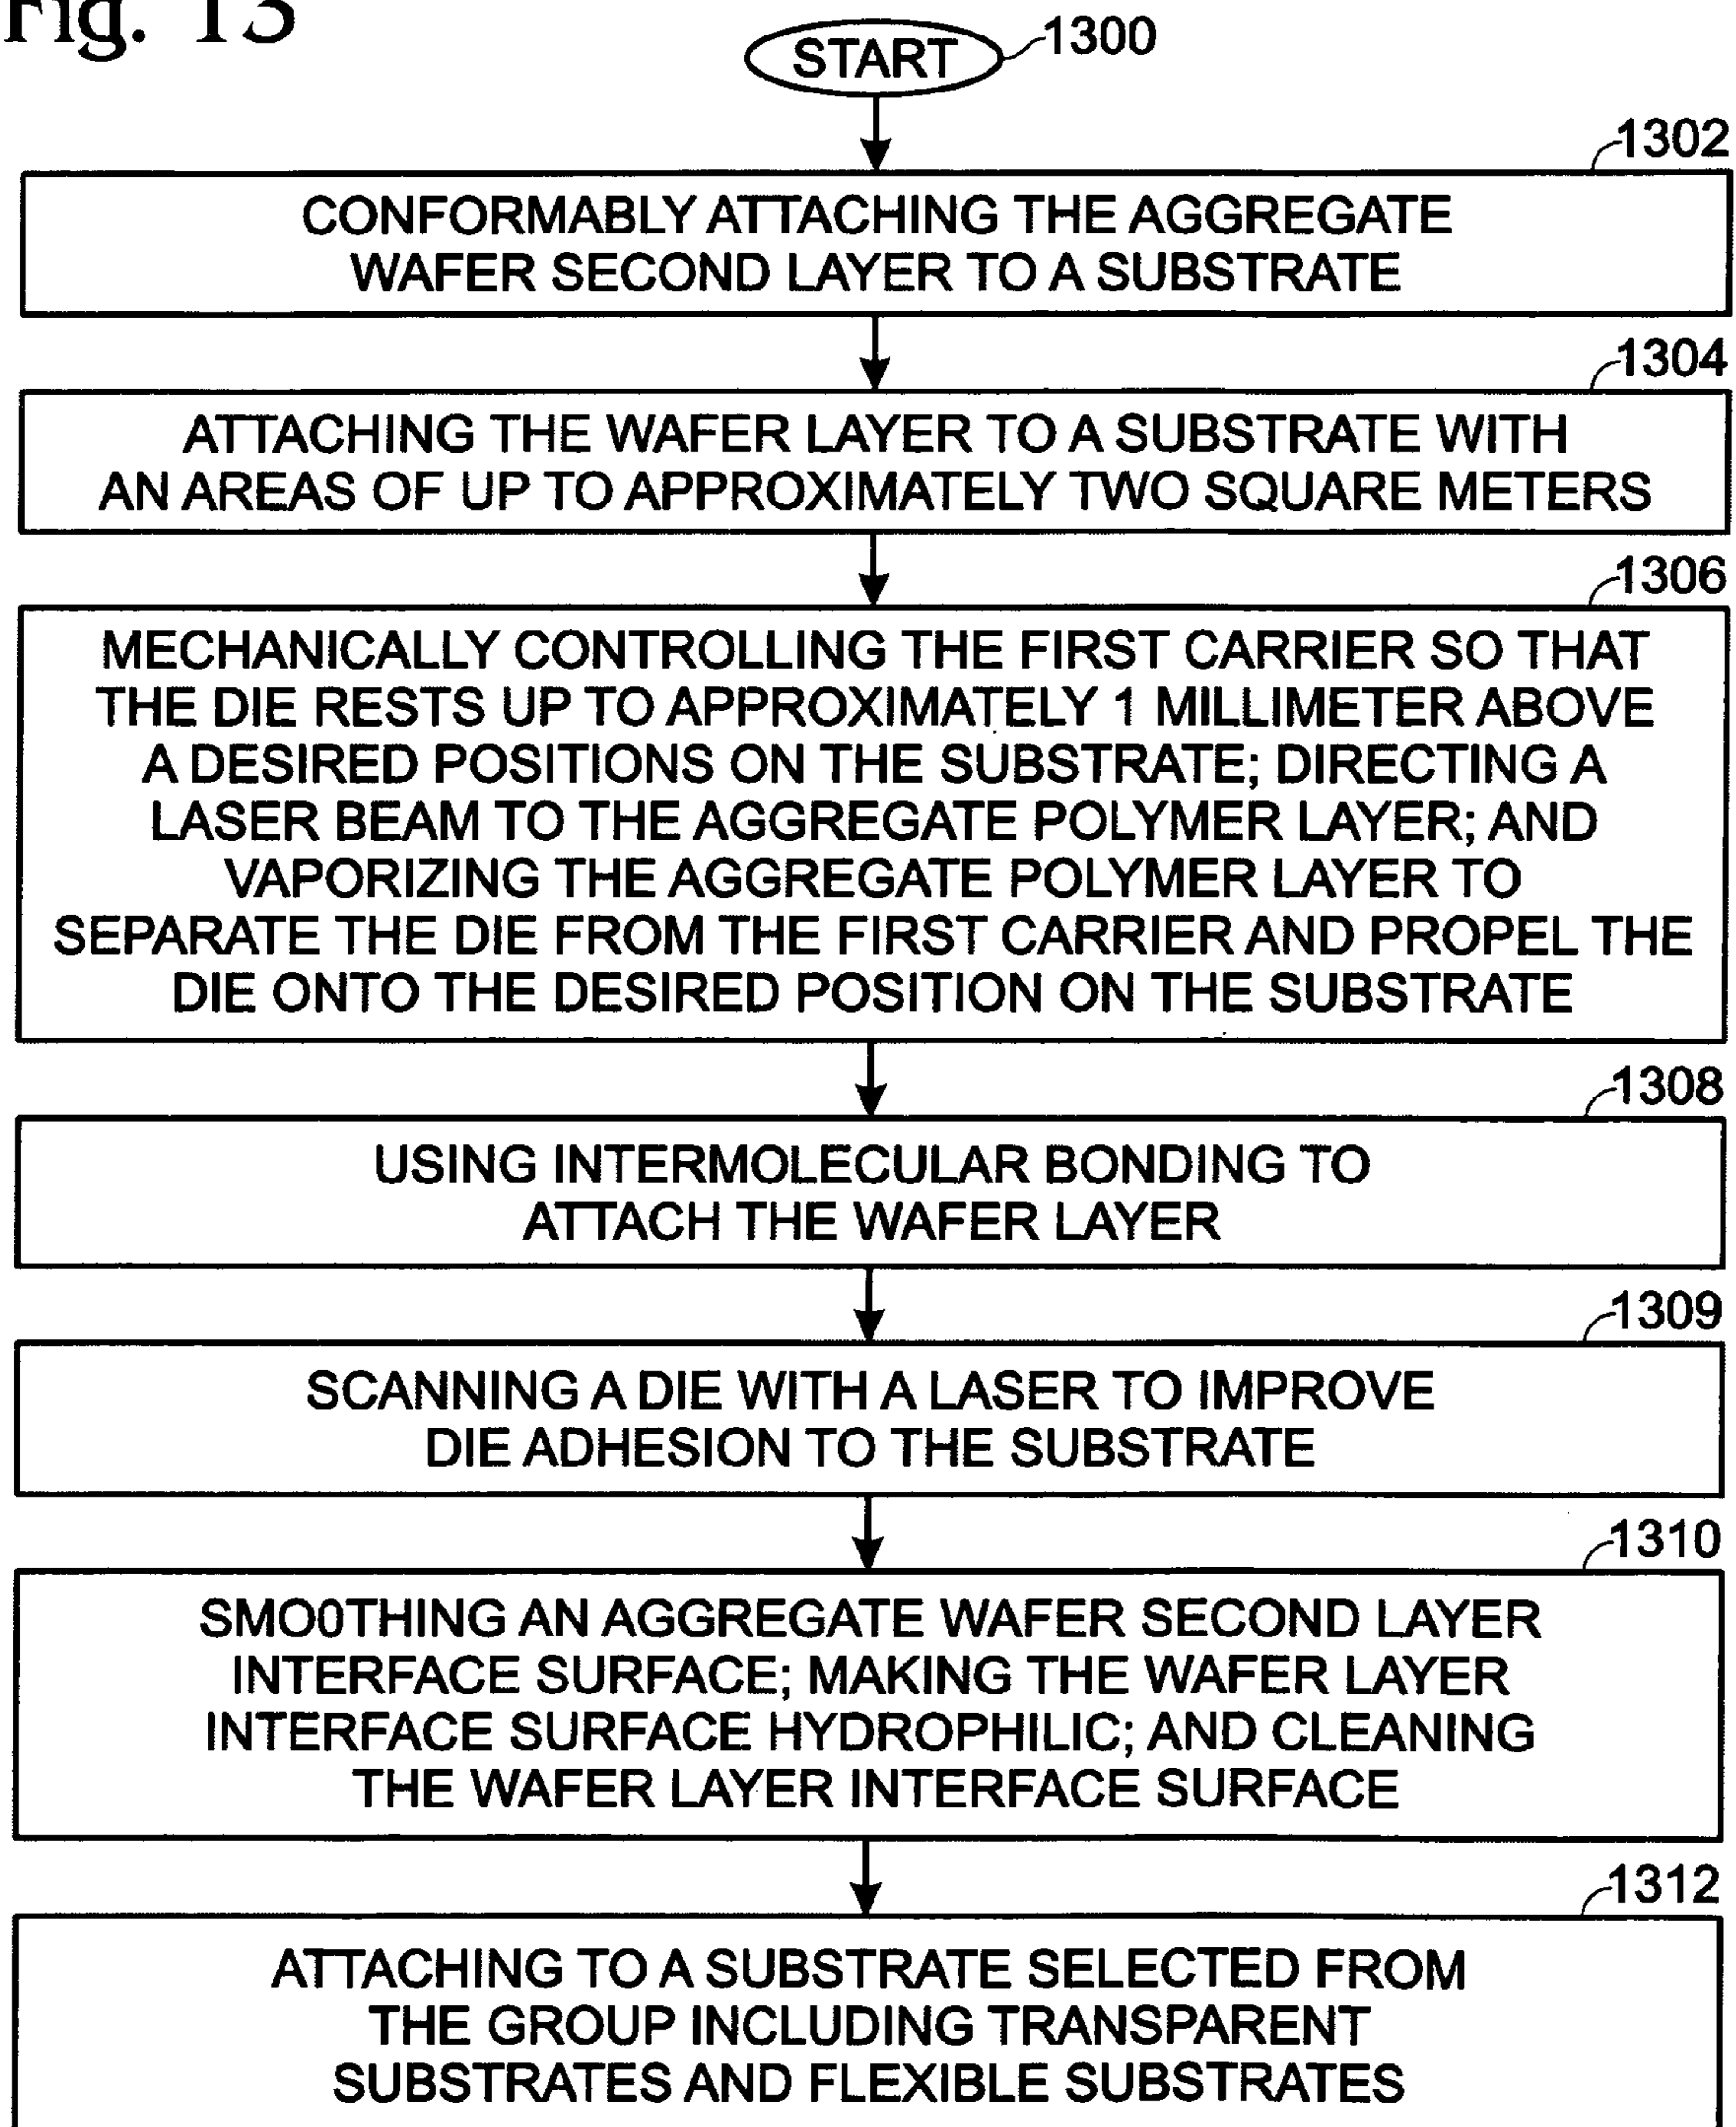 Fig. 13
START
1300
1302
CONFORMABLY ATTACHING THE AGGREGATE
WAFER SECOND LAYER TO A SUBSTRATE
1304
ATTACHING THE WAFER LAYER TO A SUBSTRATE WITH
AN AREAS OF UP TO APPROXIMATELY TWO SQUARE METERS
1306
MECHANICALLY CONTROLLING THE FIRST CARRIER SO THAT
THE DIE RESTS UP TO APPROXIMATELY 1 MILLIMETER ABOVE
A DESIRED POSITIONS ON THE SUBSTRATE; DIRECTING A
LASER BEAM TO THE AGGREGATE POLYMER LAYER; AND
VAPORIZING THE AGGREGATE POLYMER LAYER TO
SEPARATE THE DIE FROM THE FIRST CARRIER AND PROPEL THE
DIE ONTO THE DESIRED POSITION ON THE SUBSTRATE
1308
USING INTERMOLECULAR BONDING TO
ATTACH THE WAFER LAYER
1309
SCANNING A DIE WITH A LASER TO IMPROVE
DIE ADHESION TO THE SUBSTRATE
1310
SMO0THING AN AGGREGATE WAFER SECOND LAYER
INTERFACE SURFACE; MAKING THE WAFER LAYER
INTERFACE SURFACE HYDROPHILIC; AND CLEANING
THE WAFER LAYER INTERFACE SURFACE
1312
ATTACHING TO A SUBSTRATE SELECTED FROM
THE GROUP INCLUDING TRANSPARENT
SUBSTRATES AND FLEXIBLE SUBSTRATES